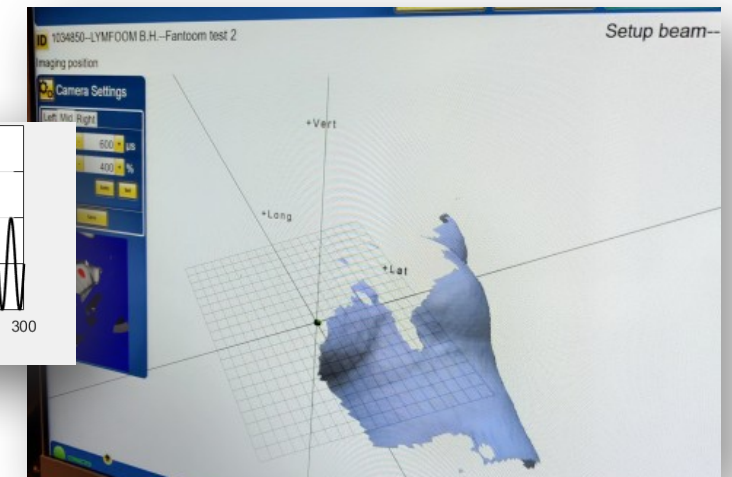 ID 1034850--LYMFOOM B.H.--Fantoom test 2
Setup beam--
Imaging position
Camera Settings
Left Mid Right
600 µs
400 %
+Vert
+Long
+Lat
300